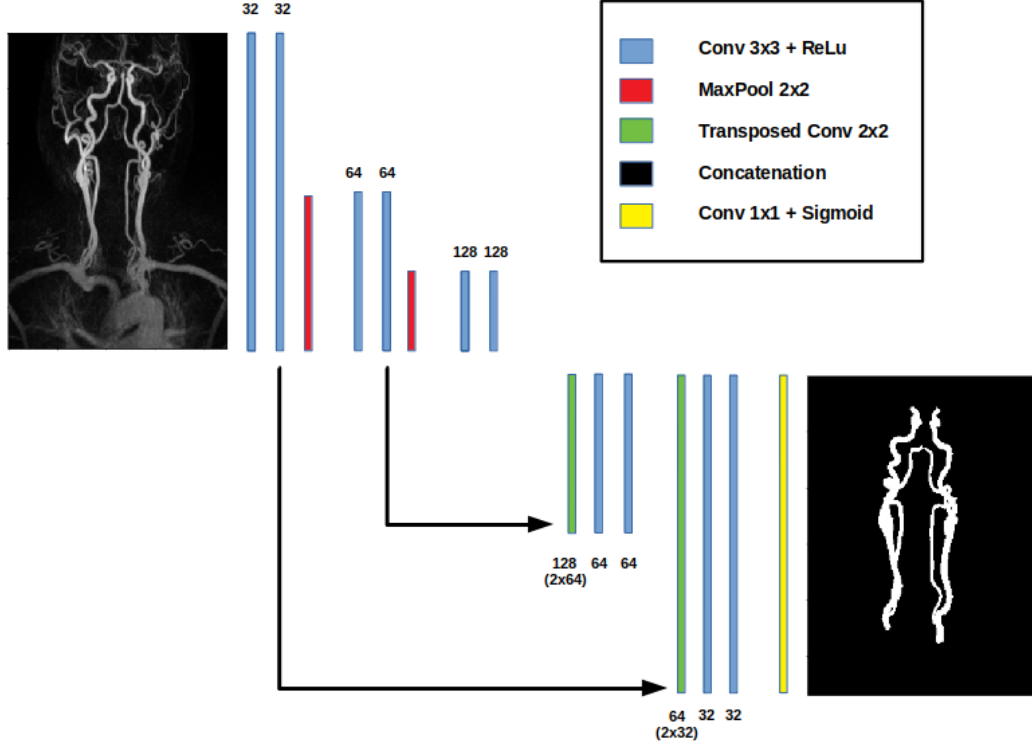 32 32
64 64
128 128
Conv 3x3 + ReLu
MaxPool 2x2
Transposed Conv 2x2
Concatenation
Conv 1x1 + Sigmoid
128 64 64
(2x64)
64 32 32
(2x32)